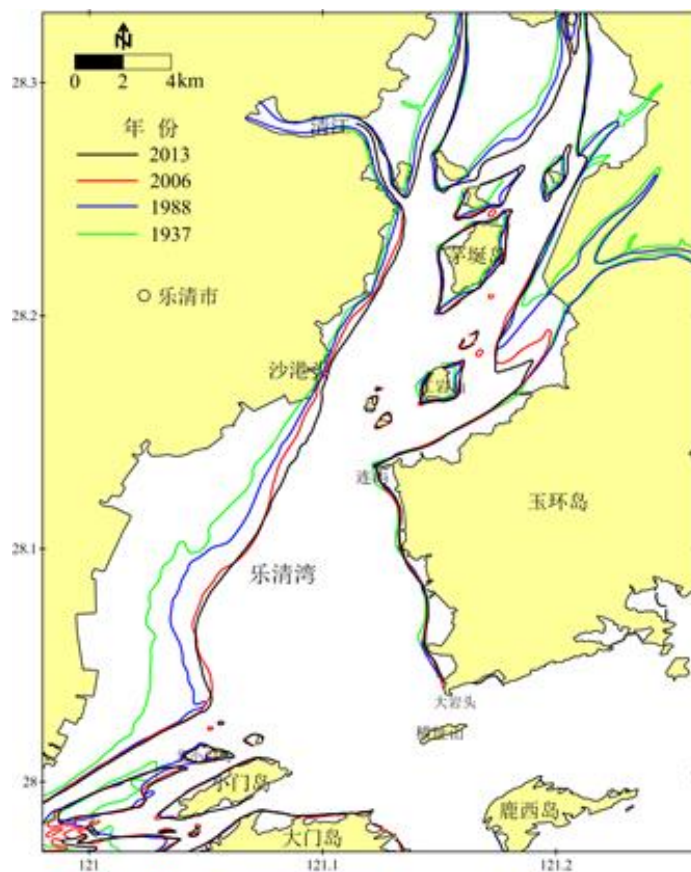 28.3
N
0 2 4km
年 份
2013
2006
1988
1937
清江
茅埏岛
乐清市
28.2
沙港头
玉环岛
28.1
乐清湾
大岩头
28
小门岛
鹿西岛
大门岛
121
121.1
121.2